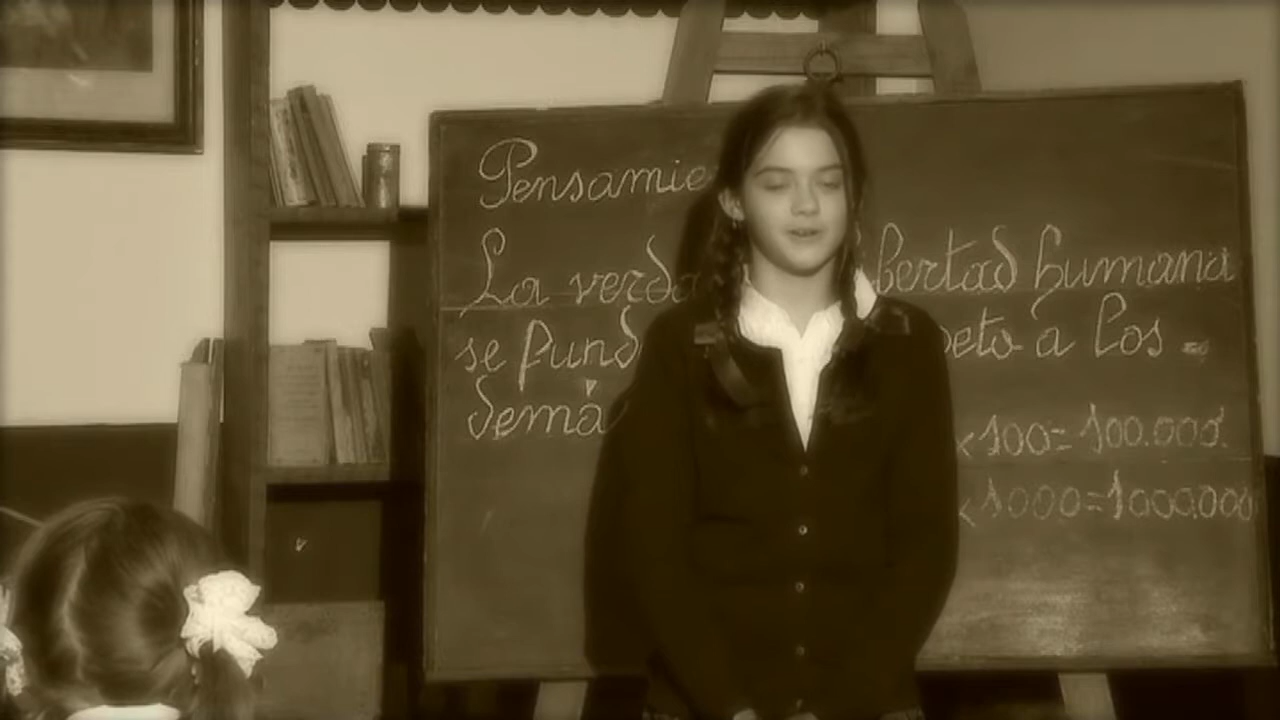 Pensamie
La verda bertad humana
se fund peto a los
demá
x100=100.000
x1000=1000.000